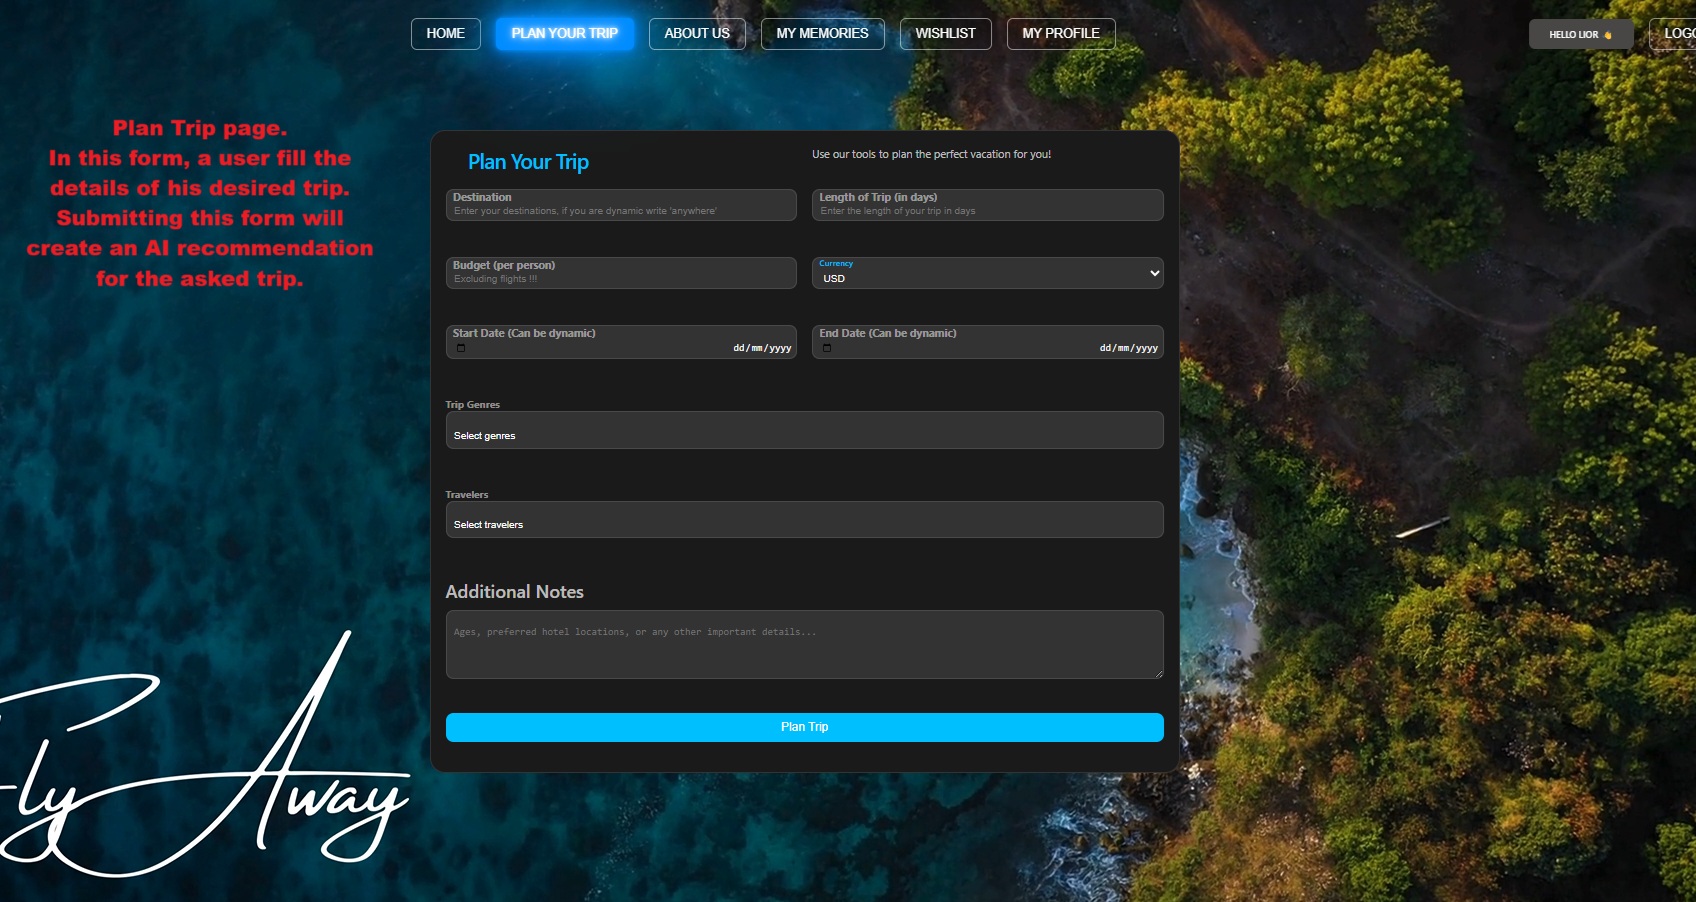 HOME
PLAN YOUR TRIP
ABOUT US
MY MEMORIES
WISHLIST
MY PROFILE
HELLO LIOR 👋
Plan Trip page.
In this form, a user fill the
details of his desired trip.
Submitting this form will
create an AI recommendation
for the asked trip.
Plan Your Trip
Use our tools to plan the perfect vacation for you!
Destination
Enter your destinations, if you are dynamic write 'anywhere'
Length of Trip (in days)
Enter the length of your trip in days
Budget (per person)
Excluding flights !!!
Currency
USD
Start Date (Can be dynamic)
dd/mm/yyyy
End Date (Can be dynamic)
dd/mm/yyyy
Trip Genres
Select genres
Travelers
Select travelers
Additional Notes
Ages, preferred hotel locations, or any other important details...
Plan Trip
Fly Away